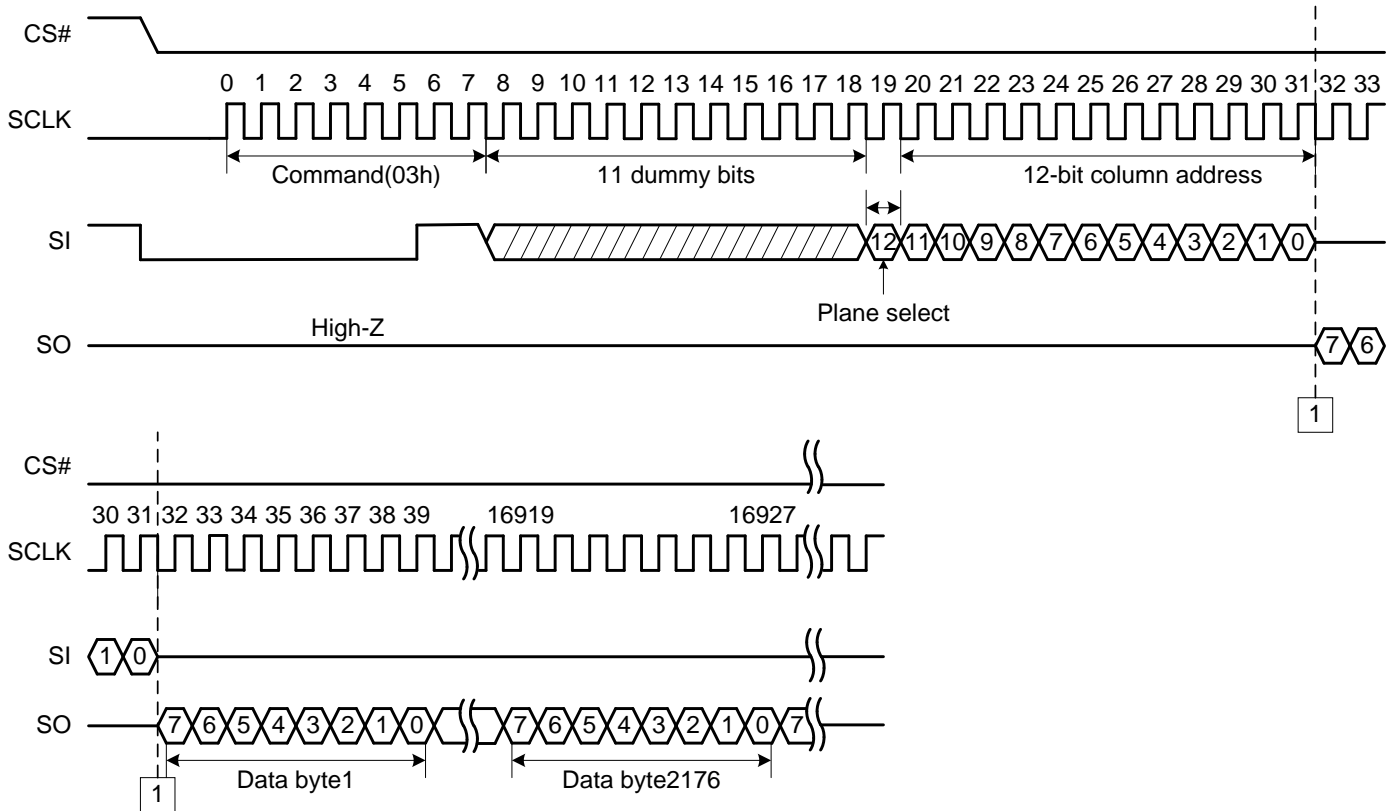 CS#
0 1 2 3 4 5 6 7 8 9 10 11 12 13 14 15 16 17 18 19 20 21 22 23 24 25 26 27 28 29 30 31 32 33
SCLK
Command(03h) 11 dummy bits 12-bit column address
SI 12 11 10 9 8 7 6 5 4 3 2 1 0
Plane select
High-Z
SO 7 6
1
CS#
30 31 32 33 34 35 36 37 38 39 16919 16927
SCLK
SI 1 0
SO 7 6 5 4 3 2 1 0 7 6 5 4 3 2 1 0 7
Data byte1 Data byte2176
1